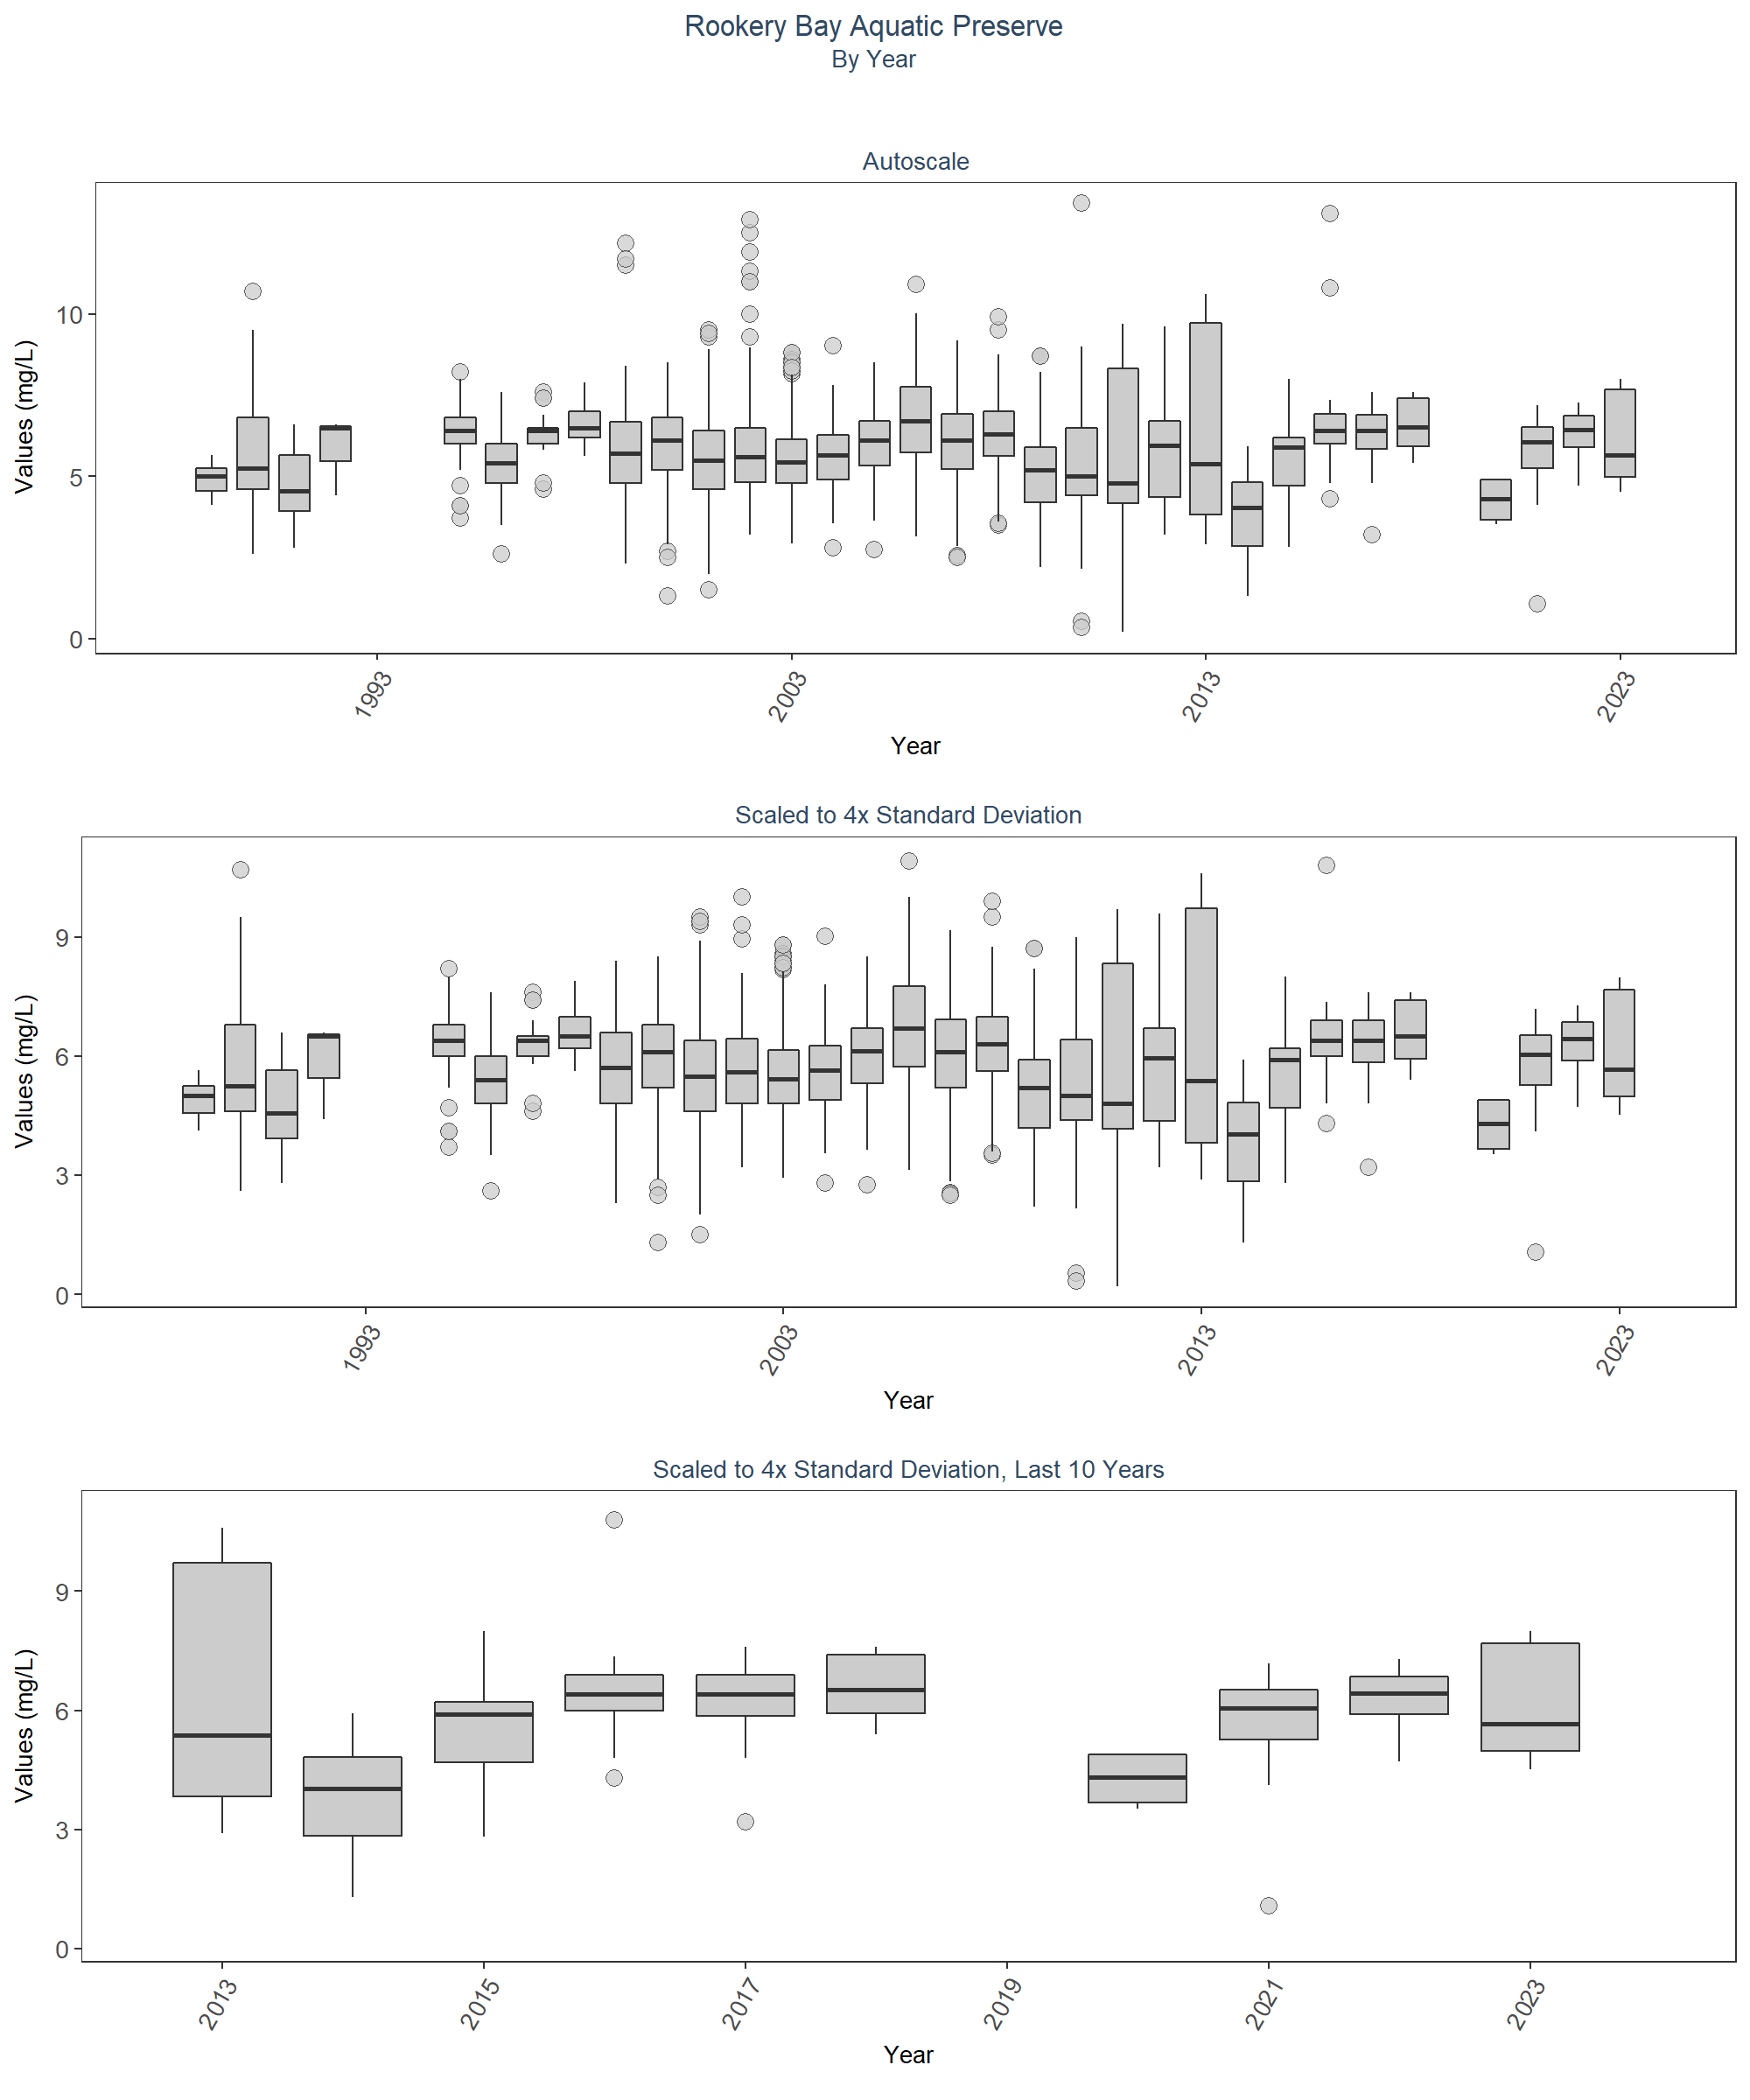 Rookery Bay Aquatic Preserve
By Year
Autoscale
Values (mg/L)
10
5
0
1993
2003
2013
2023
Year
Scaled to 4x Standard Deviation
Values (mg/L)
9
6
3
0
1993
2003
2013
2023
Year
Scaled to 4x Standard Deviation, Last 10 Years
Values (mg/L)
9
6
3
0
2013
2015
2017
2019
2021
2023
Year